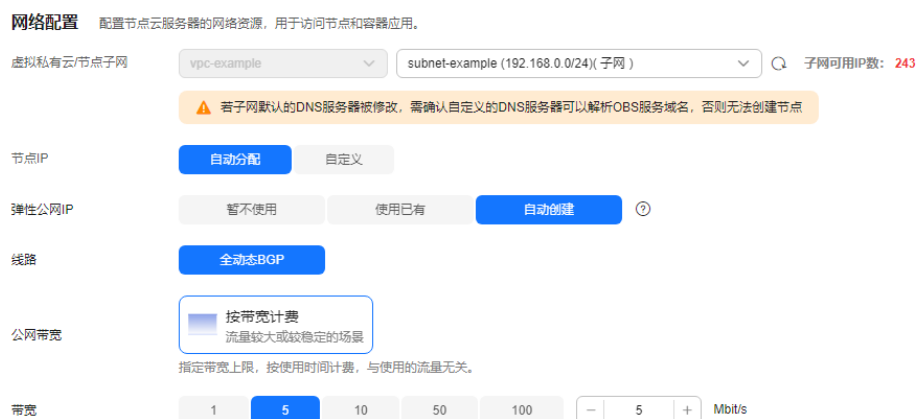 网络配置 配置节点云服务器的网络资源，用于访问节点和容器应用。
虚拟私有云/节点子网 vpc-example subnet-example (192.168.0.0/24)( 子网 ) 子网可用IP数： 243
若子网默认的DNS服务器被修改，需确认自定义的DNS服务器可以解析OBS服务域名，否则无法创建节点
节点IP 自动分配 自定义
弹性公网IP 暂不使用 使用已有 自动创建 ?
线路 全动态BGP
按带宽计费
公网带宽 流量较大或较稳定的场景
指定带宽上限，按使用时间计费，与使用的流量无关。
带宽 1 5 10 50 100 − 5 + Mbit/s